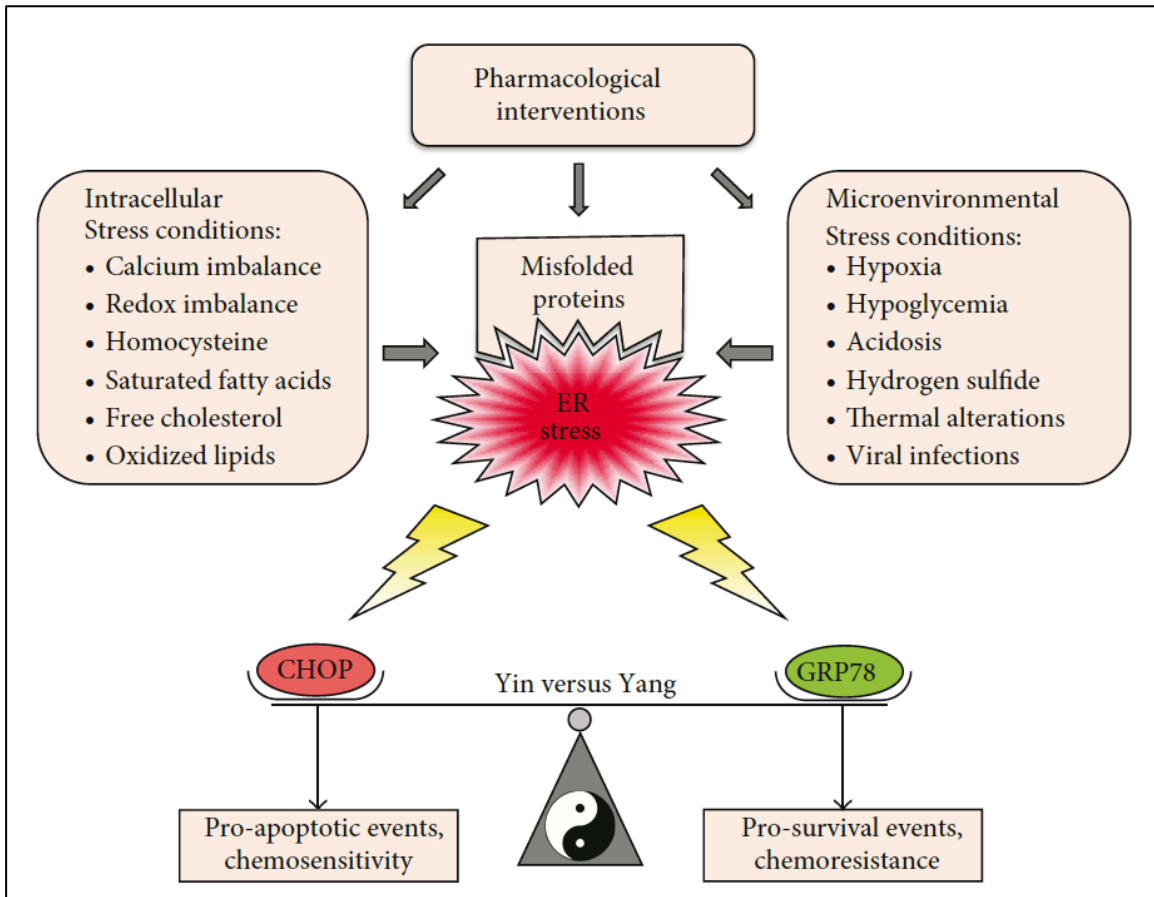 Pharmacological
interventions
Intracellular
Stress conditions:
• Calcium imbalance
• Redox imbalance
• Homocysteine
• Saturated fatty acids
• Free cholesterol
• Oxidized lipids
Misfolded
proteins
ER
stress
Microenvironmental
Stress conditions:
• Hypoxia
• Hypoglycemia
• Acidosis
• Hydrogen sulfide
• Thermal alterations
• Viral infections
CHOP
Yin versus Yang
GRP78
Pro-apoptotic events,
chemosensitivity
Pro-survival events,
chemoresistance